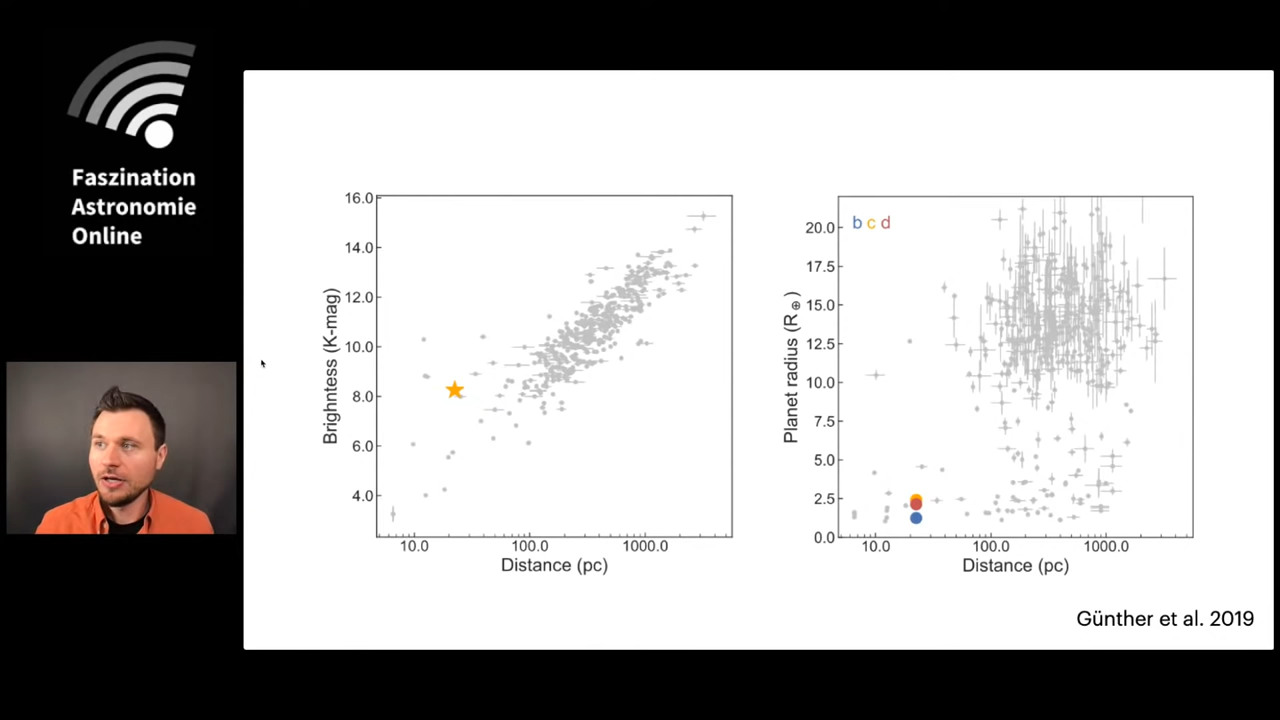 Faszination
Astronomie
Online
16.0
14.0
12.0
10.0
8.0
6.0
4.0
Brighntess (K-mag)
10.0
100.0
1000.0
Distance (pc)
b c d
20.0
17.5
15.0
12.5
10.0
7.5
5.0
2.5
0.0
Planet radius (R⊕)
10.0
100.0
1000.0
Distance (pc)
Günther et al. 2019